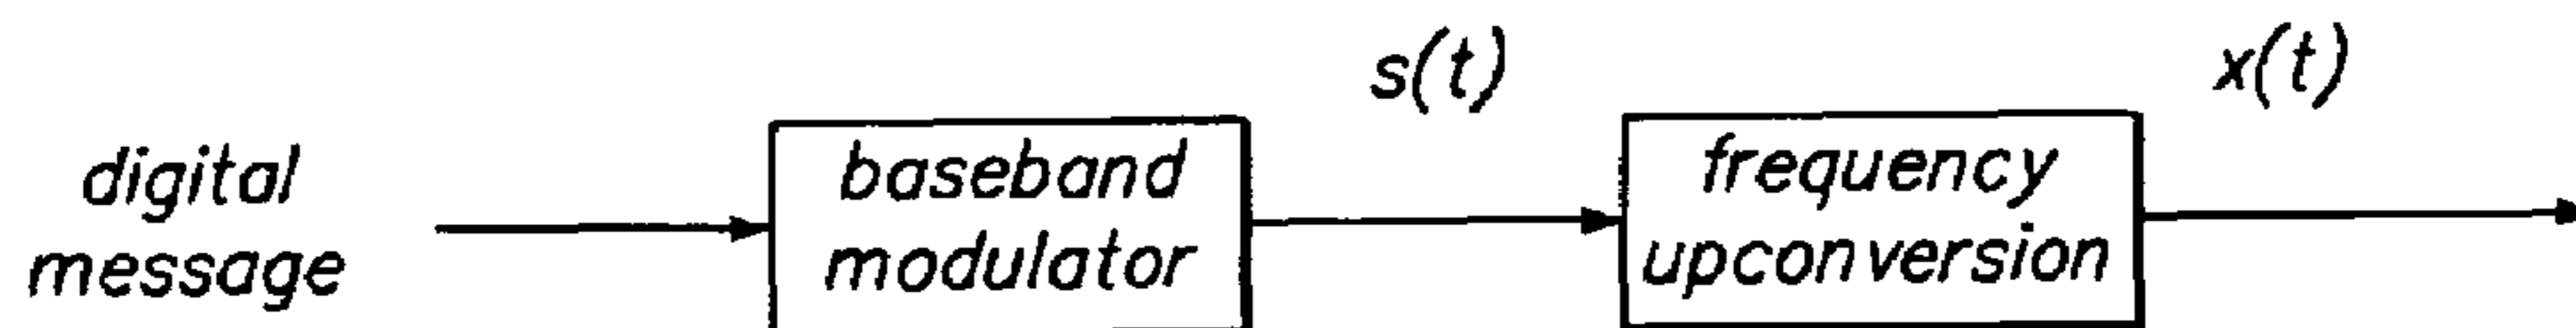 s(t)
x(t)
digital
message
baseband
modulator
frequency
upconversion